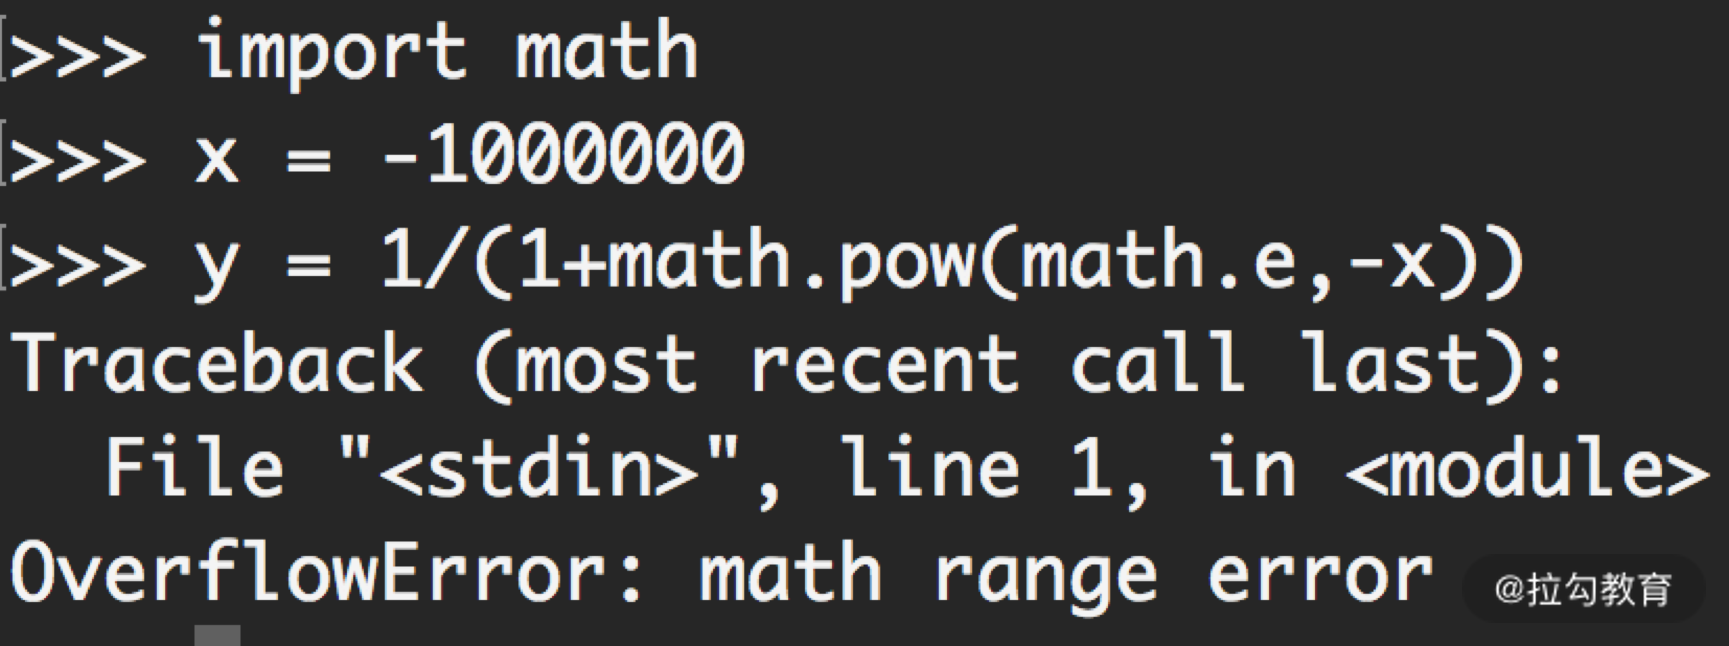 >>> import math
>>> x = -1000000
>>> y = 1/(1+math.pow(math.e,-x))
Traceback (most recent call last):
  File "<stdin>", line 1, in <module>
OverflowError: math range error
@拉勾教育